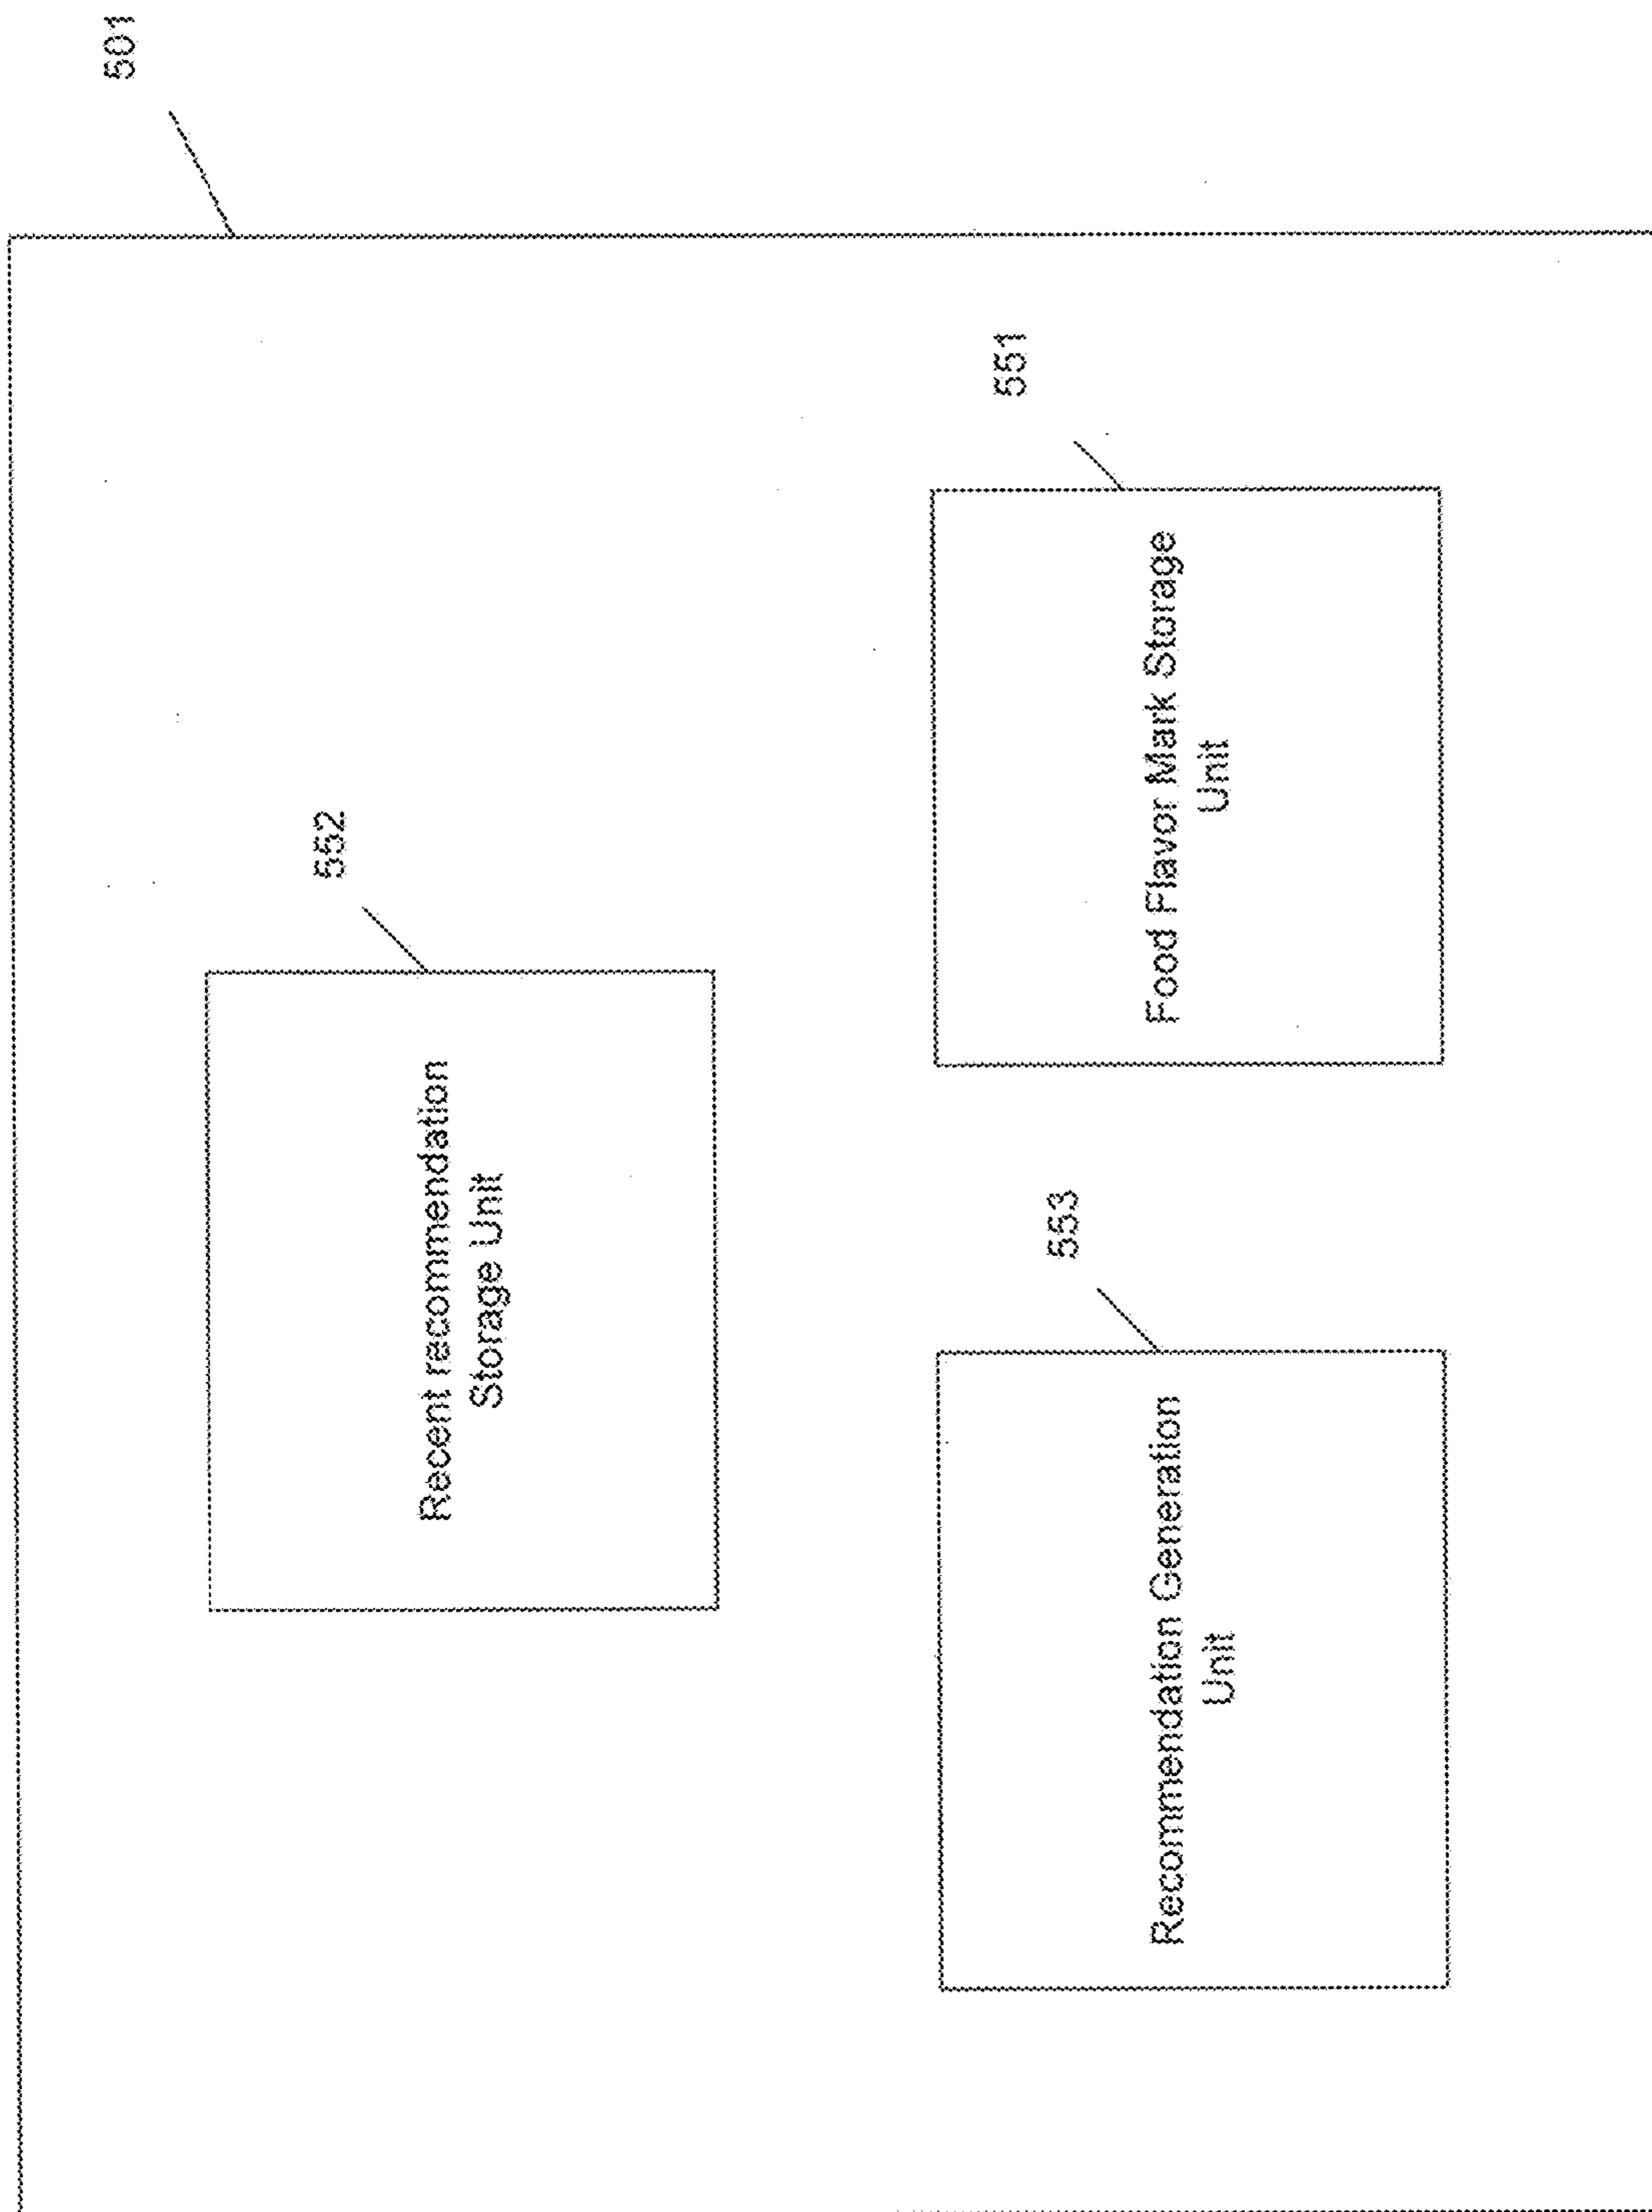 501
552
Recent recommendation
Storage Unit
553
Recommendation Generation
Unit
551
Food Flavor Mark Storage
Unit